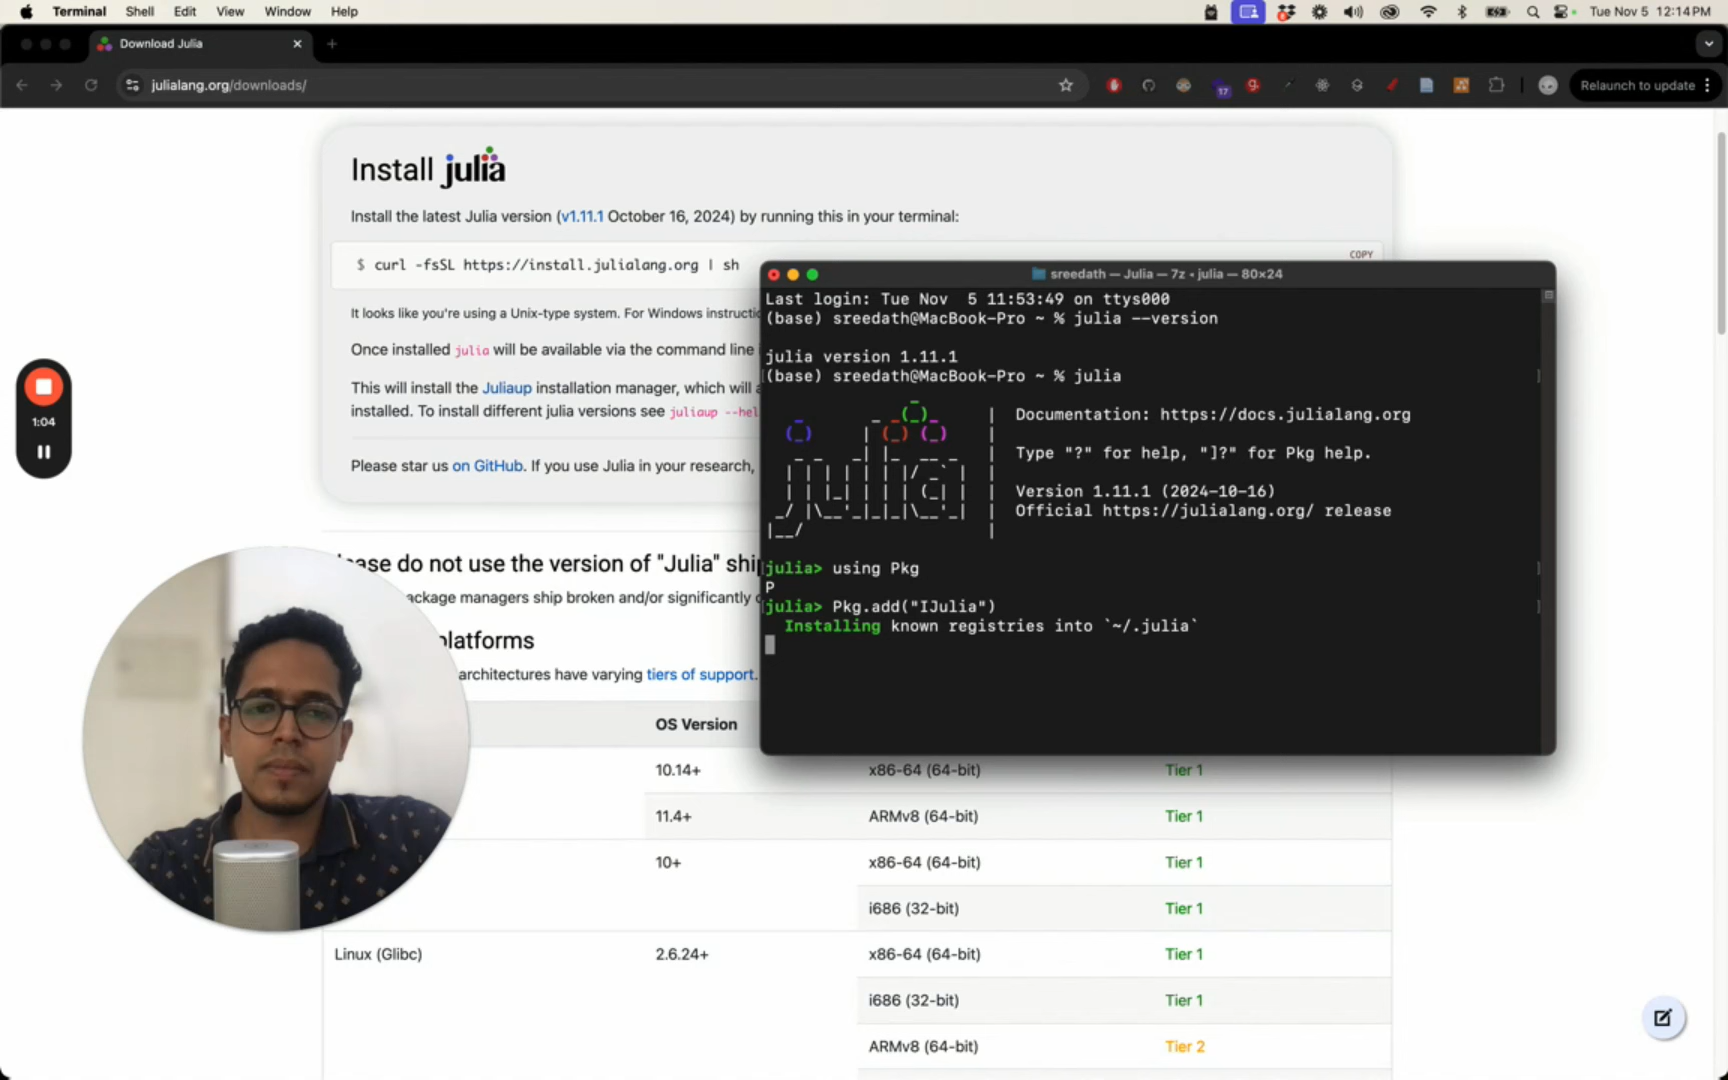 Terminal Shell Edit View Window Help Tue Nov 5 12:14 PM
Download Julia
julialang.org/downloads/
17
Relaunch to update
Install julia
Install the latest Julia version (v1.11.1 October 16, 2024) by running this in your terminal:
COPY
$ curl -fsSL https://install.julialang.org | sh
It looks like you're using a Unix-type system. For Windows
Once installed julia will be available via the command line
This will install the Juliaup installation manager, which will
installed. To install different julia versions see juliaup
Please star us on GitHub. If you use Julia in your research,
do not use the version of "Julia"
managers ship broken and/or significantly
platforms
architectures have varying tiers of support.
OS Version
10.14+ x86-64 (64-bit) Tier 1
11.4+ ARMv8 (64-bit) Tier 1
10+ x86-64 (64-bit) Tier 1
i686 (32-bit) Tier 1
Linux (Glibc) 2.6.24+ x86-64 (64-bit) Tier 1
i686 (32-bit) Tier 1
ARMv8 (64-bit) Tier 2
1:04
sreedath — Julia — 7z ◂ julia — 80×24
Last login: Tue Nov  5 11:53:49 on ttys000
(base) sreedath@MacBook-Pro ~ % julia --version
julia version 1.11.1
(base) sreedath@MacBook-Pro ~ % julia
julia
Documentation: https://docs.julialang.org
Type "?" for help, "]?" for Pkg help.
Version 1.11.1 (2024-10-16)
Official https://julialang.org/ release
julia> using Pkg
P
julia> Pkg.add("IJulia")
Installing known registries into `~/.julia`